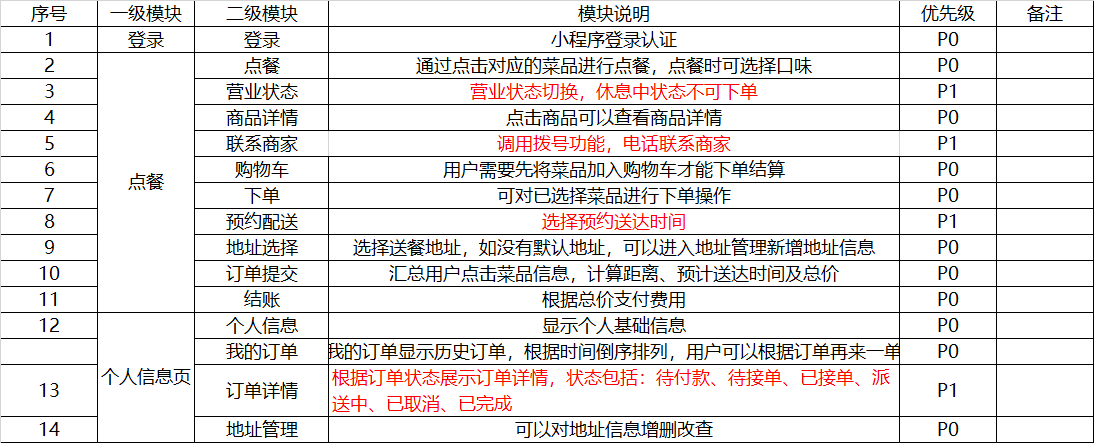 序号 一级模块 二级模块 模块说明 优先级 备注
1 登录 登录 小程序登录认证 P0
2 点餐 通过点击对应的菜品进行点餐，点餐时可选择口味 P0
3 营业状态 营业状态切换，休息中状态不可下单 P1
4 商品详情 点击商品可以查看商品详情 P0
5 联系商家 调用拨号功能，电话联系商家 P1
6 点餐 购物车 用户需要先将菜品加入购物车才能下单结算 P0
7 下单 可对已选择菜品进行下单操作 P0
8 预约配送 选择预约送达时间 P1
9 地址选择 选择送餐地址，如没有默认地址，可以进入地址管理新增地址信息 P0
10 订单提交 汇总用户点击菜品信息，计算距离、预计送达时间及总价 P0
11 结账 根据总价支付费用 P0
12 个人信息 显示个人基础信息 P0
我的订单 我的订单显示历史订单，根据时间倒序排列，用户可以根据订单再来一单 P0
13 个人信息页 订单详情 根据订单状态展示订单详情，状态包括：待付款、待接单、已接单、派 P1
送中、已取消、已完成
14 地址管理 可以对地址信息增删改查 P0